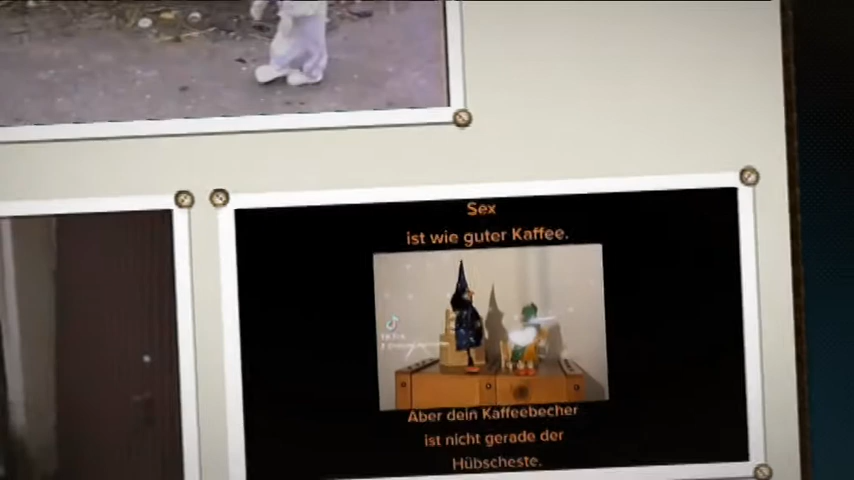 Sex
ist wie guter Kaffee.
Aber dein Kaffeebecher
ist nicht gerade der
Hübscheste.